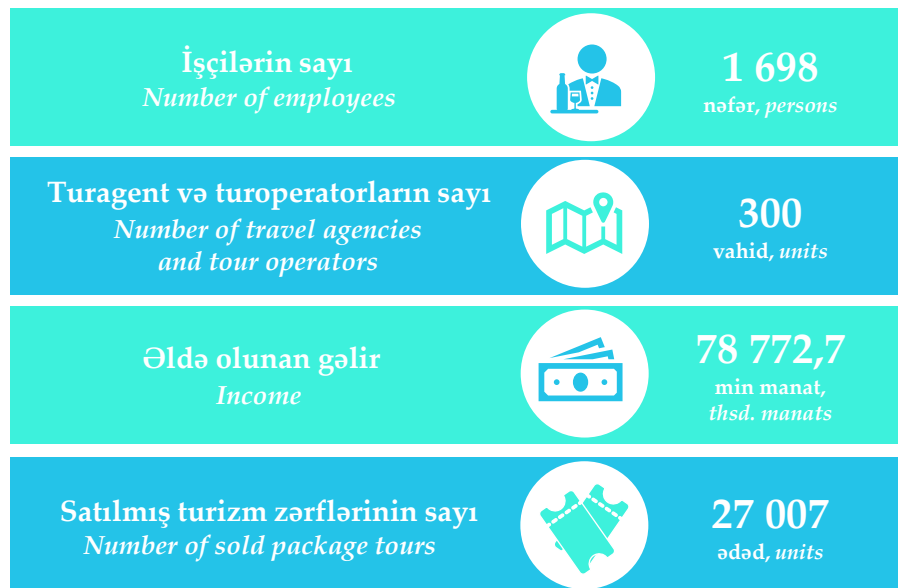 İşçilərin sayı
Number of employees
1 698
nəfər, persons
Turagent və turoperatorların sayı
Number of travel agencies
and tour operators
300
vahid, units
Əldə olunan gəlir
Income
78 772,7
min manat,
thsd. manats
Satılmış turizm zərflərinin sayı
Number of sold package tours
27 007
ədəd, units